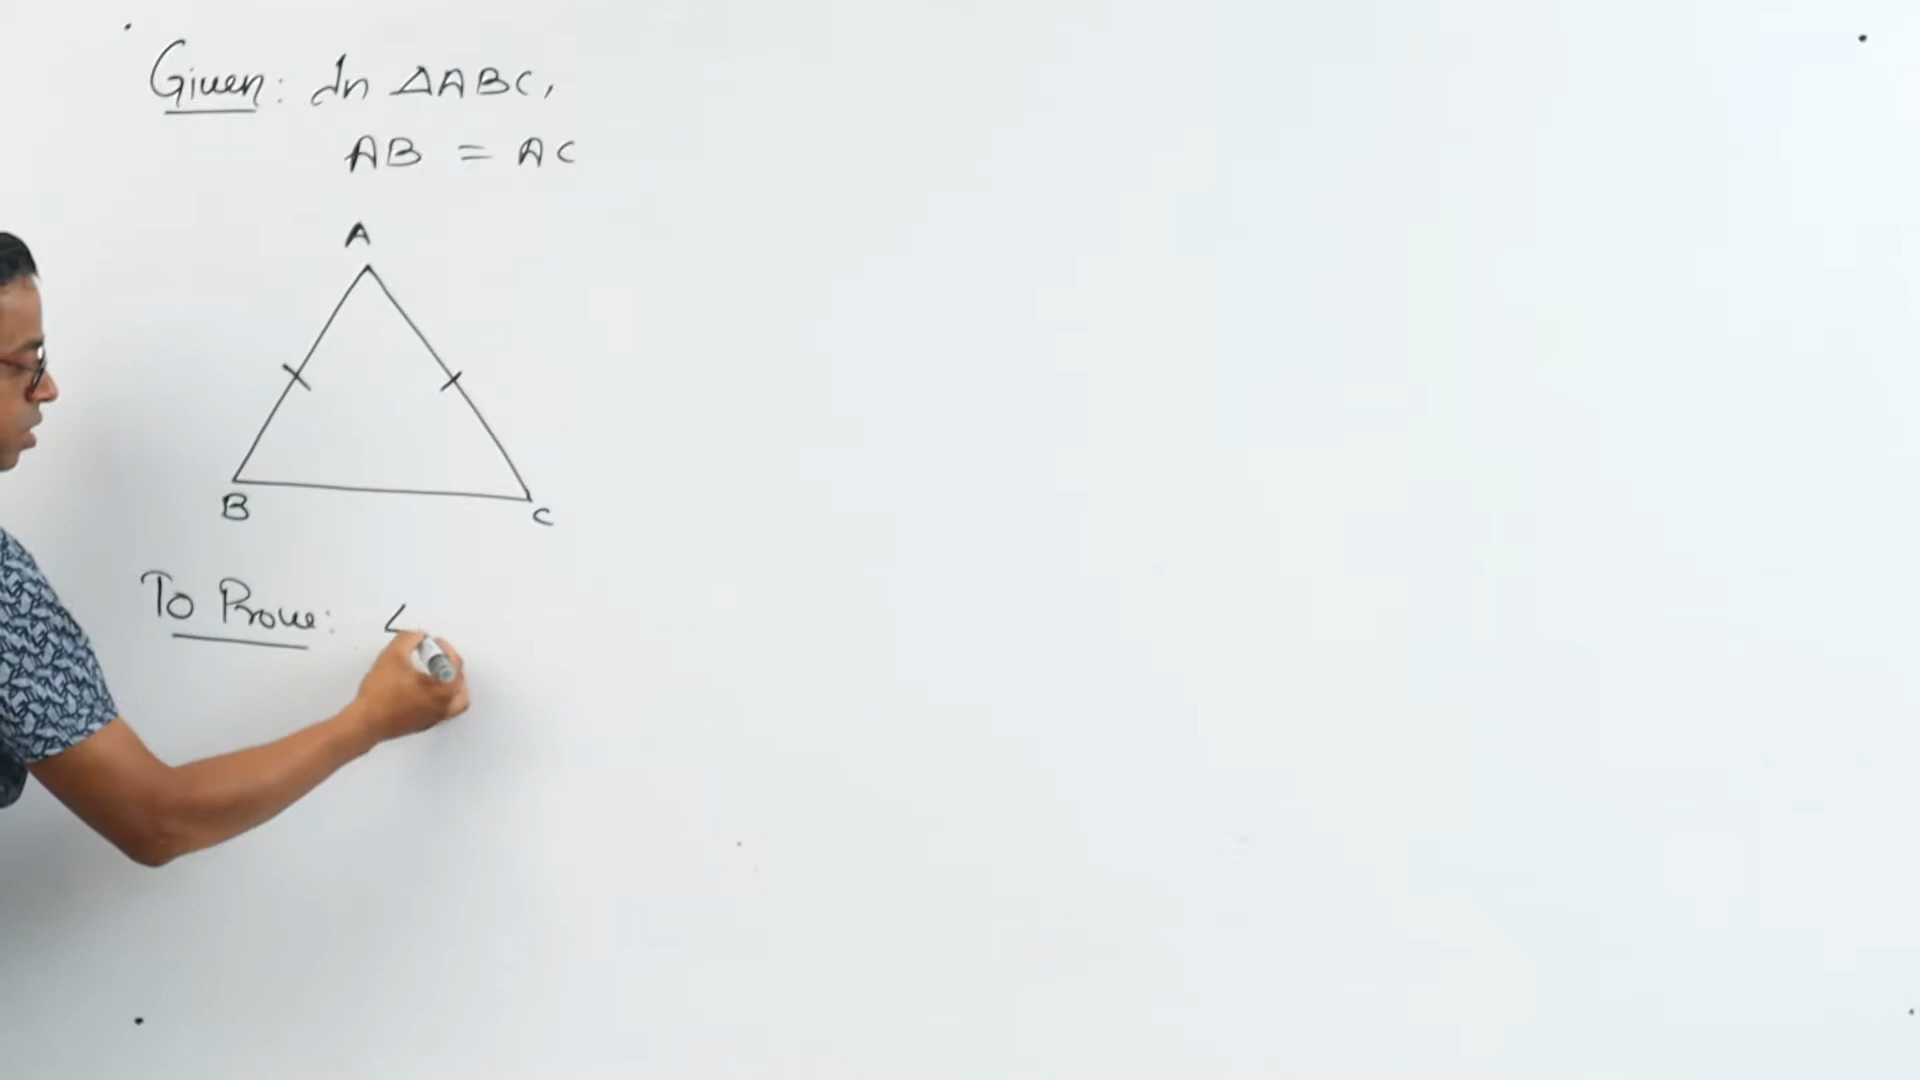 Given: In ΔABC,
AB = AC
A
B
C
To Prove: ∠